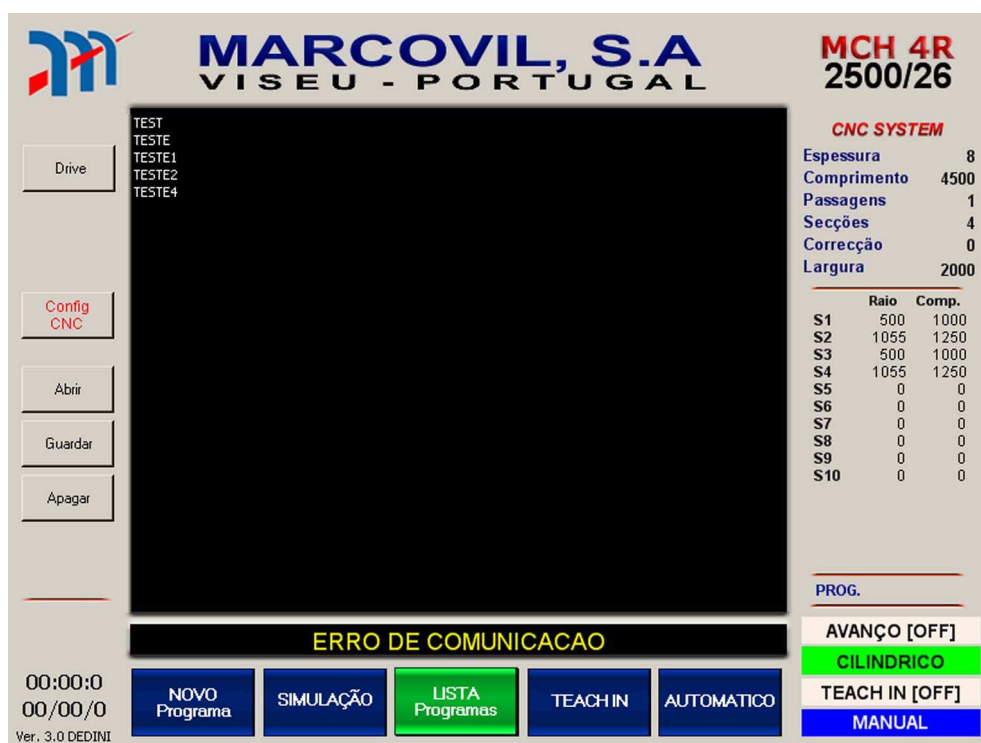 MARCOVIL, S.A
VISEU - PORTUGAL
MCH 4R
2500/26
Drive
Config
CNC
Abrir
Guardar
Apagar
TEST
TESTE
TESTE1
TESTE2
TESTE4
CNC SYSTEM
Espessura 8
Comprimento 4500
Passagens 1
Secções 4
Correcção 0
Largura 2000
Raio Comp.
S1 500 1000
S2 1055 1250
S3 500 1000
S4 1055 1250
S5 0 0
S6 0 0
S7 0 0
S8 0 0
S9 0 0
S10 0 0
PROG.
ERRO DE COMUNICACAO
AVANÇO [OFF]
CILINDRICO
TEACH IN [OFF]
MANUAL
00:00:0
00/00/0
Ver. 3.0 DEDINI
NOVO
Programa
SIMULAÇÃO
LISTA
Programas
TEACH IN
AUTOMATICO